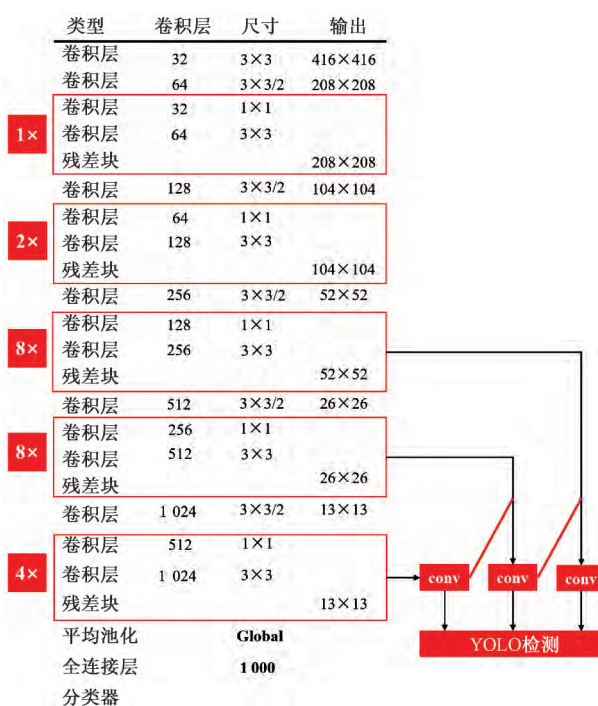 类型 卷积层 尺寸 输出
卷积层 32 3×3 416×416
卷积层 64 3×3/2 208×208
卷积层 32 1×1
1× 卷积层 64 3×3
残差块 208×208
卷积层 128 3×3/2 104×104
卷积层 64 1×1
2× 卷积层 128 3×3
残差块 104×104
卷积层 256 3×3/2 52×52
卷积层 128 1×1
8× 卷积层 256 3×3
残差块 52×52
卷积层 512 3×3/2 26×26
卷积层 256 1×1
8× 卷积层 512 3×3
残差块 26×26
卷积层 1 024 3×3/2 13×13
卷积层 512 1×1
4× 卷积层 1 024 3×3 conv conv conv
残差块 13×13
平均池化 Global YOLO检测
全连接层 1 000
分类器